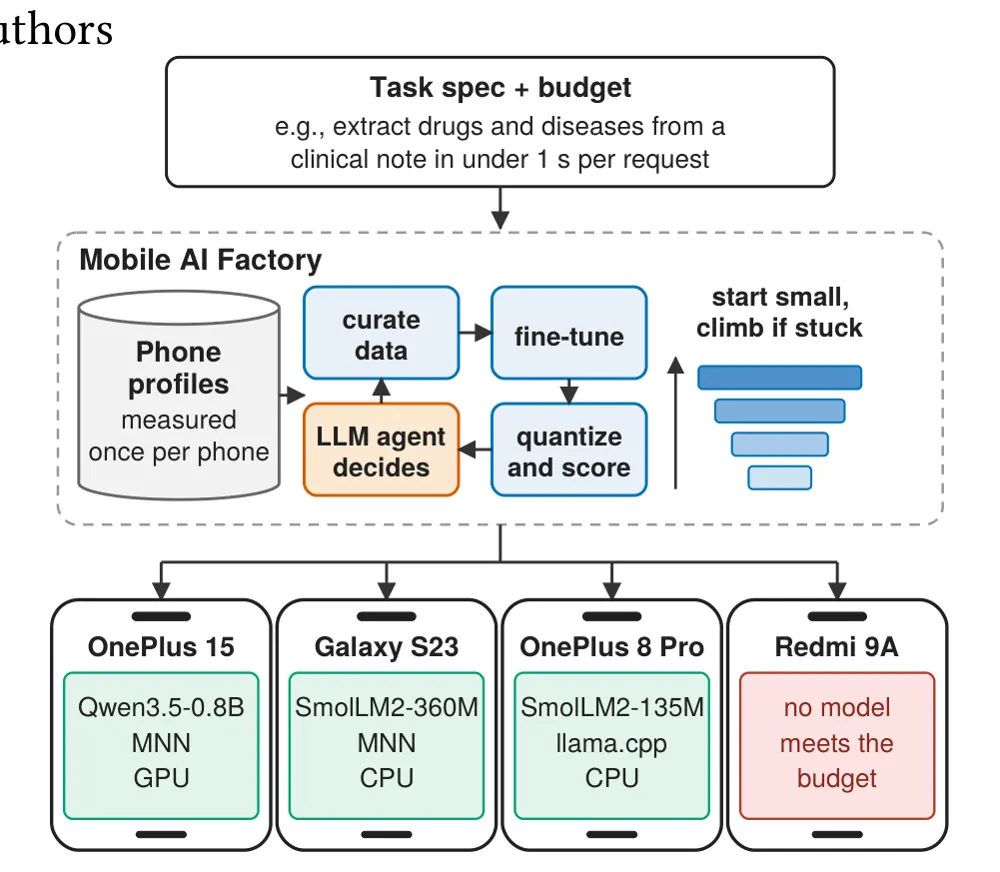 uthors
Task spec + budget
e.g., extract drugs and diseases from a
clinical note in under 1 s per request
Mobile AI Factory
Phone
profiles
measured
once per phone
curate
data
fine-tune
LLM agent
decides
quantize
and score
start small,
climb if stuck
OnePlus 15
Qwen3.5-0.8B
MNN
GPU
Galaxy S23
SmolLM2-360M
MNN
CPU
OnePlus 8 Pro
SmolLM2-135M
llama.cpp
CPU
Redmi 9A
no model
meets the
budget